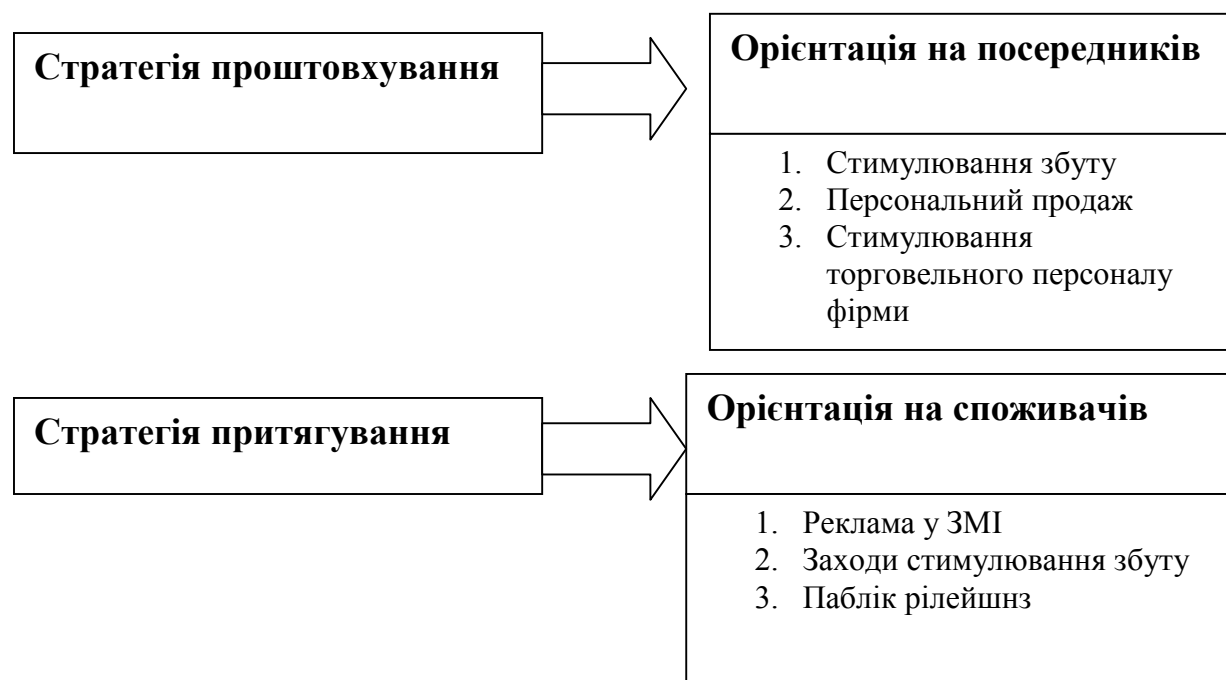 Стратегія проштовхування
Орієнтація на посередників
1. Стимулювання збуту
2. Персональний продаж
3. Стимулювання
торговельного персоналу
фірми
Стратегія притягування
Орієнтація на споживачів
1. Реклама у ЗМІ
2. Заходи стимулювання збуту
3. Паблік рілейшнз